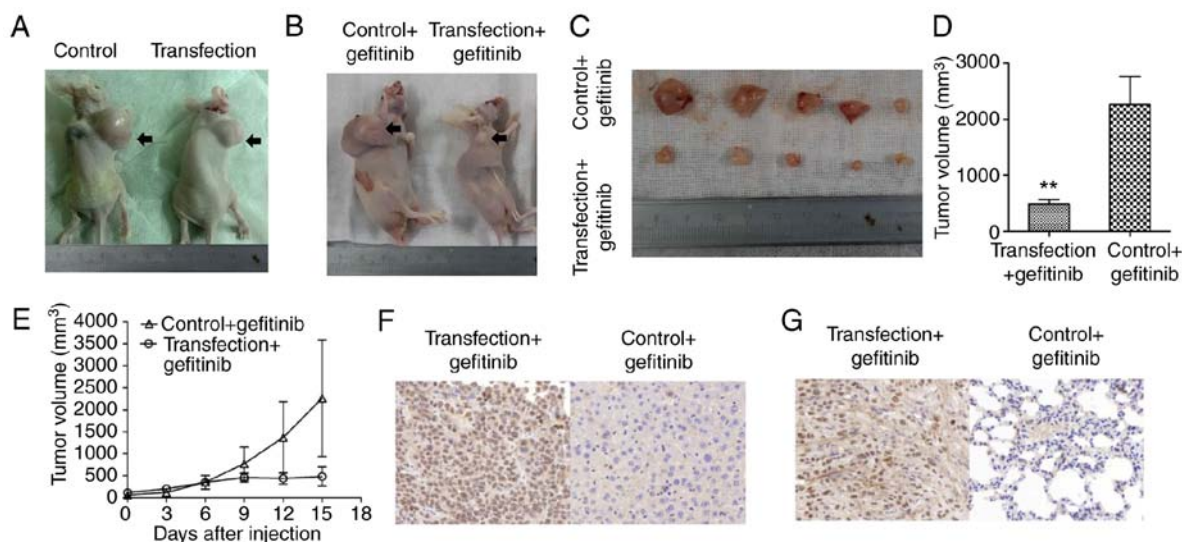 A
Control
Transfection
B
Control+
gefitinib
Transfection+
gefitinib
C
Control+
gefitinib
Transfection+
gefitinib
D
Tumor volume (mm³)
3000
2000
1000
0
**
Transfection
+gefitinib
Control+
gefitinib
E
Tumor volume (mm³)
4000
3500
3000
2500
2000
1500
1000
500
0
Control+gefitinib
Transfection+
gefitinib
0 3 6 9 12 15 18
Days after injection
F
Transfection+
gefitinib
Control+
gefitinib
G
Transfection+
gefitinib
Control+
gefitinib